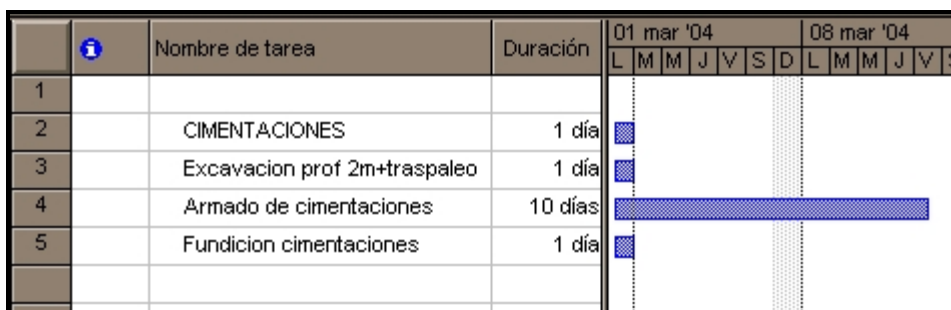 Nombre de tarea Duración 01 mar '04 08 mar '04
L M M J V S D L M M J V
1
2 CIMENTACIONES 1 día
3 Excavacion prof 2m+traspaleo 1 día
4 Armado de cimentaciones 10 días
5 Fundicion cimentaciones 1 día